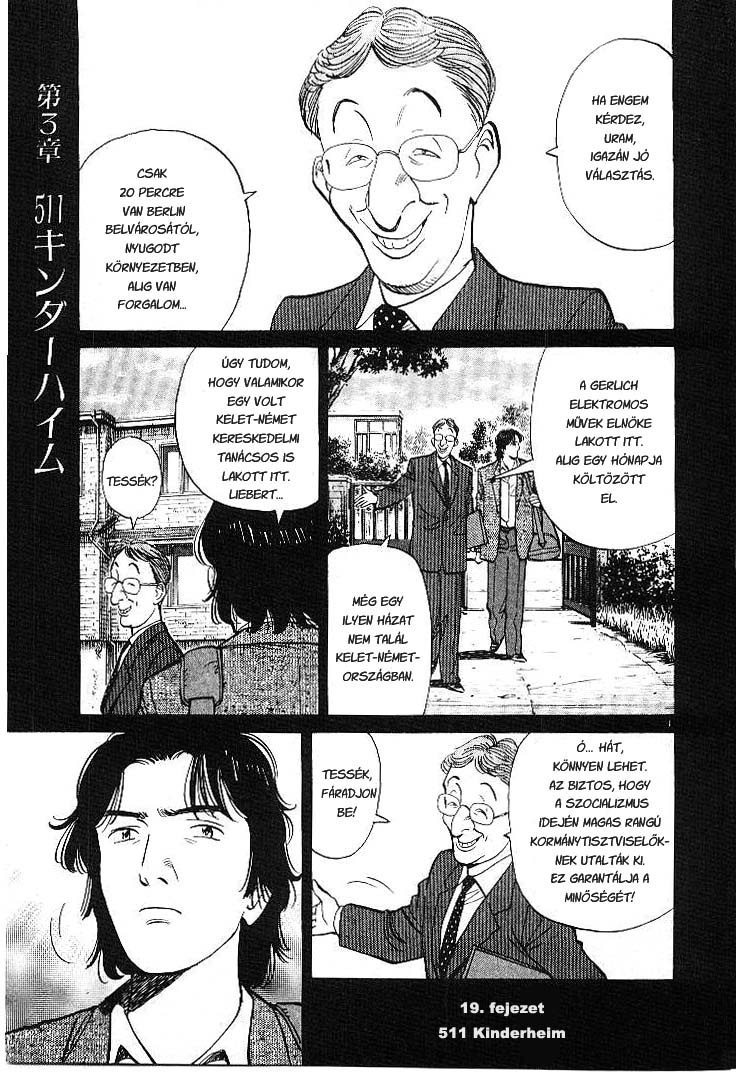 第3章 511キンダーハイム
HA ENGEM
KÉRDEZ,
URAM,
IGAZÁN JÓ
VÁLASZTÁS.
CSAK
20 PERCRE
VAN BERLIN
BELVÁROSÁTÓL,
NYUGODT
KÖRNYEZETBEN,
ALIG VAN
FORGALOM...
A GERLICH
ELEKTROMOS
MŰVEK ELNÖKE
LAKOTT ITT.
ALIG EGY HÓNAPJA
KÖLTÖZÖTT
EL.
MÉG EGY
ILYEN HÁZAT
NEM TALÁL
KELET-NÉMET-
ORSZÁGBAN.
ÚGY TUDOM,
HOGY VALAMIKOR
EGY VOLT
KELET-NÉMET
KERESKEDELMI
TANÁCSOS IS
LAKOTT ITT.
LIEBERT...
TESSÉK?
Ó... HÁT,
KÖNNYEN LEHET.
AZ BIZTOS, HOGY
A SZOCIALIZMUS
IDEJÉN MAGAS RANGÚ
KORMÁNYTISZTVISELŐK-
NEK UTALTÁK KI.
EZ GARANTÁLJA A
MINŐSÉGÉT!
TESSÉK,
FÁRADJON
BE!
19. fejezet
511 Kinderheim